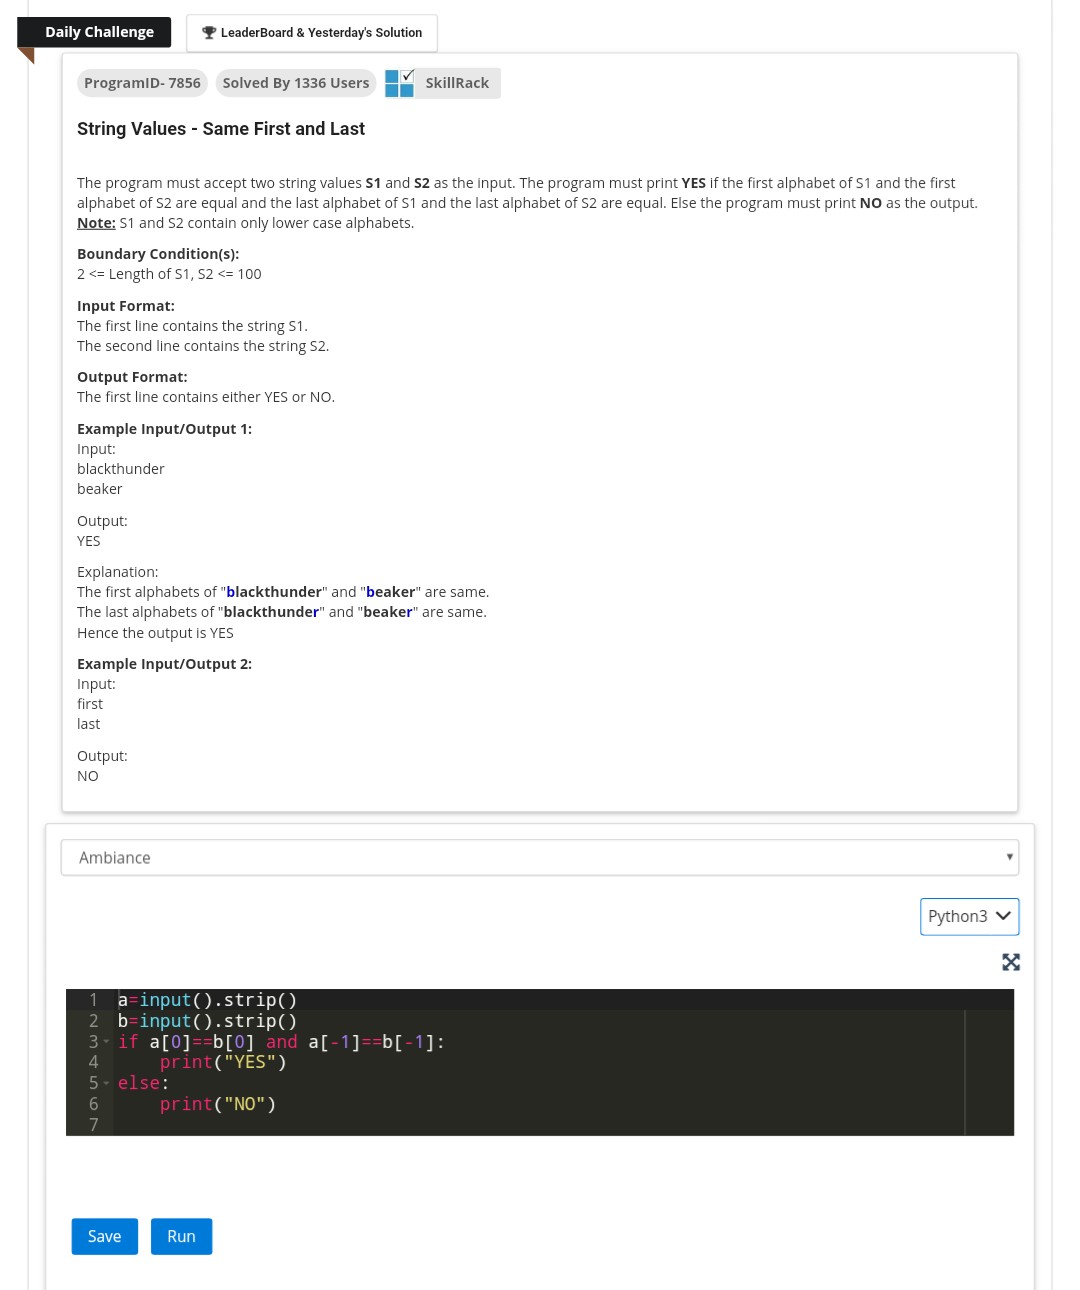 Daily Challenge
LeaderBoard & Yesterday's Solution
ProgramID- 7856
Solved By 1336 Users
SkillRack
String Values - Same First and Last
The program must accept two string values S1 and S2 as the input. The program must print YES if the first alphabet of S1 and the first
alphabet of S2 are equal and the last alphabet of S1 and the last alphabet of S2 are equal. Else the program must print NO as the output.
Note: S1 and S2 contain only lower case alphabets.
Boundary Condition(s):
2 <= Length of S1, S2 <= 100
Input Format:
The first line contains the string S1.
The second line contains the string S2.
Output Format:
The first line contains either YES or NO.
Example Input/Output 1:
Input:
blackthunder
beaker
Output:
YES
Explanation:
The first alphabets of "blackthunder" and "beaker" are same.
The last alphabets of "blackthunder" and "beaker" are same.
Hence the output is YES
Example Input/Output 2:
Input:
first
last
Output:
NO
Ambiance
Python3
1 a=input().strip()
2 b=input().strip()
3 if a[0]==b[0] and a[-1]==b[-1]:
4     print("YES")
5 else:
6     print("NO")
7
Save
Run